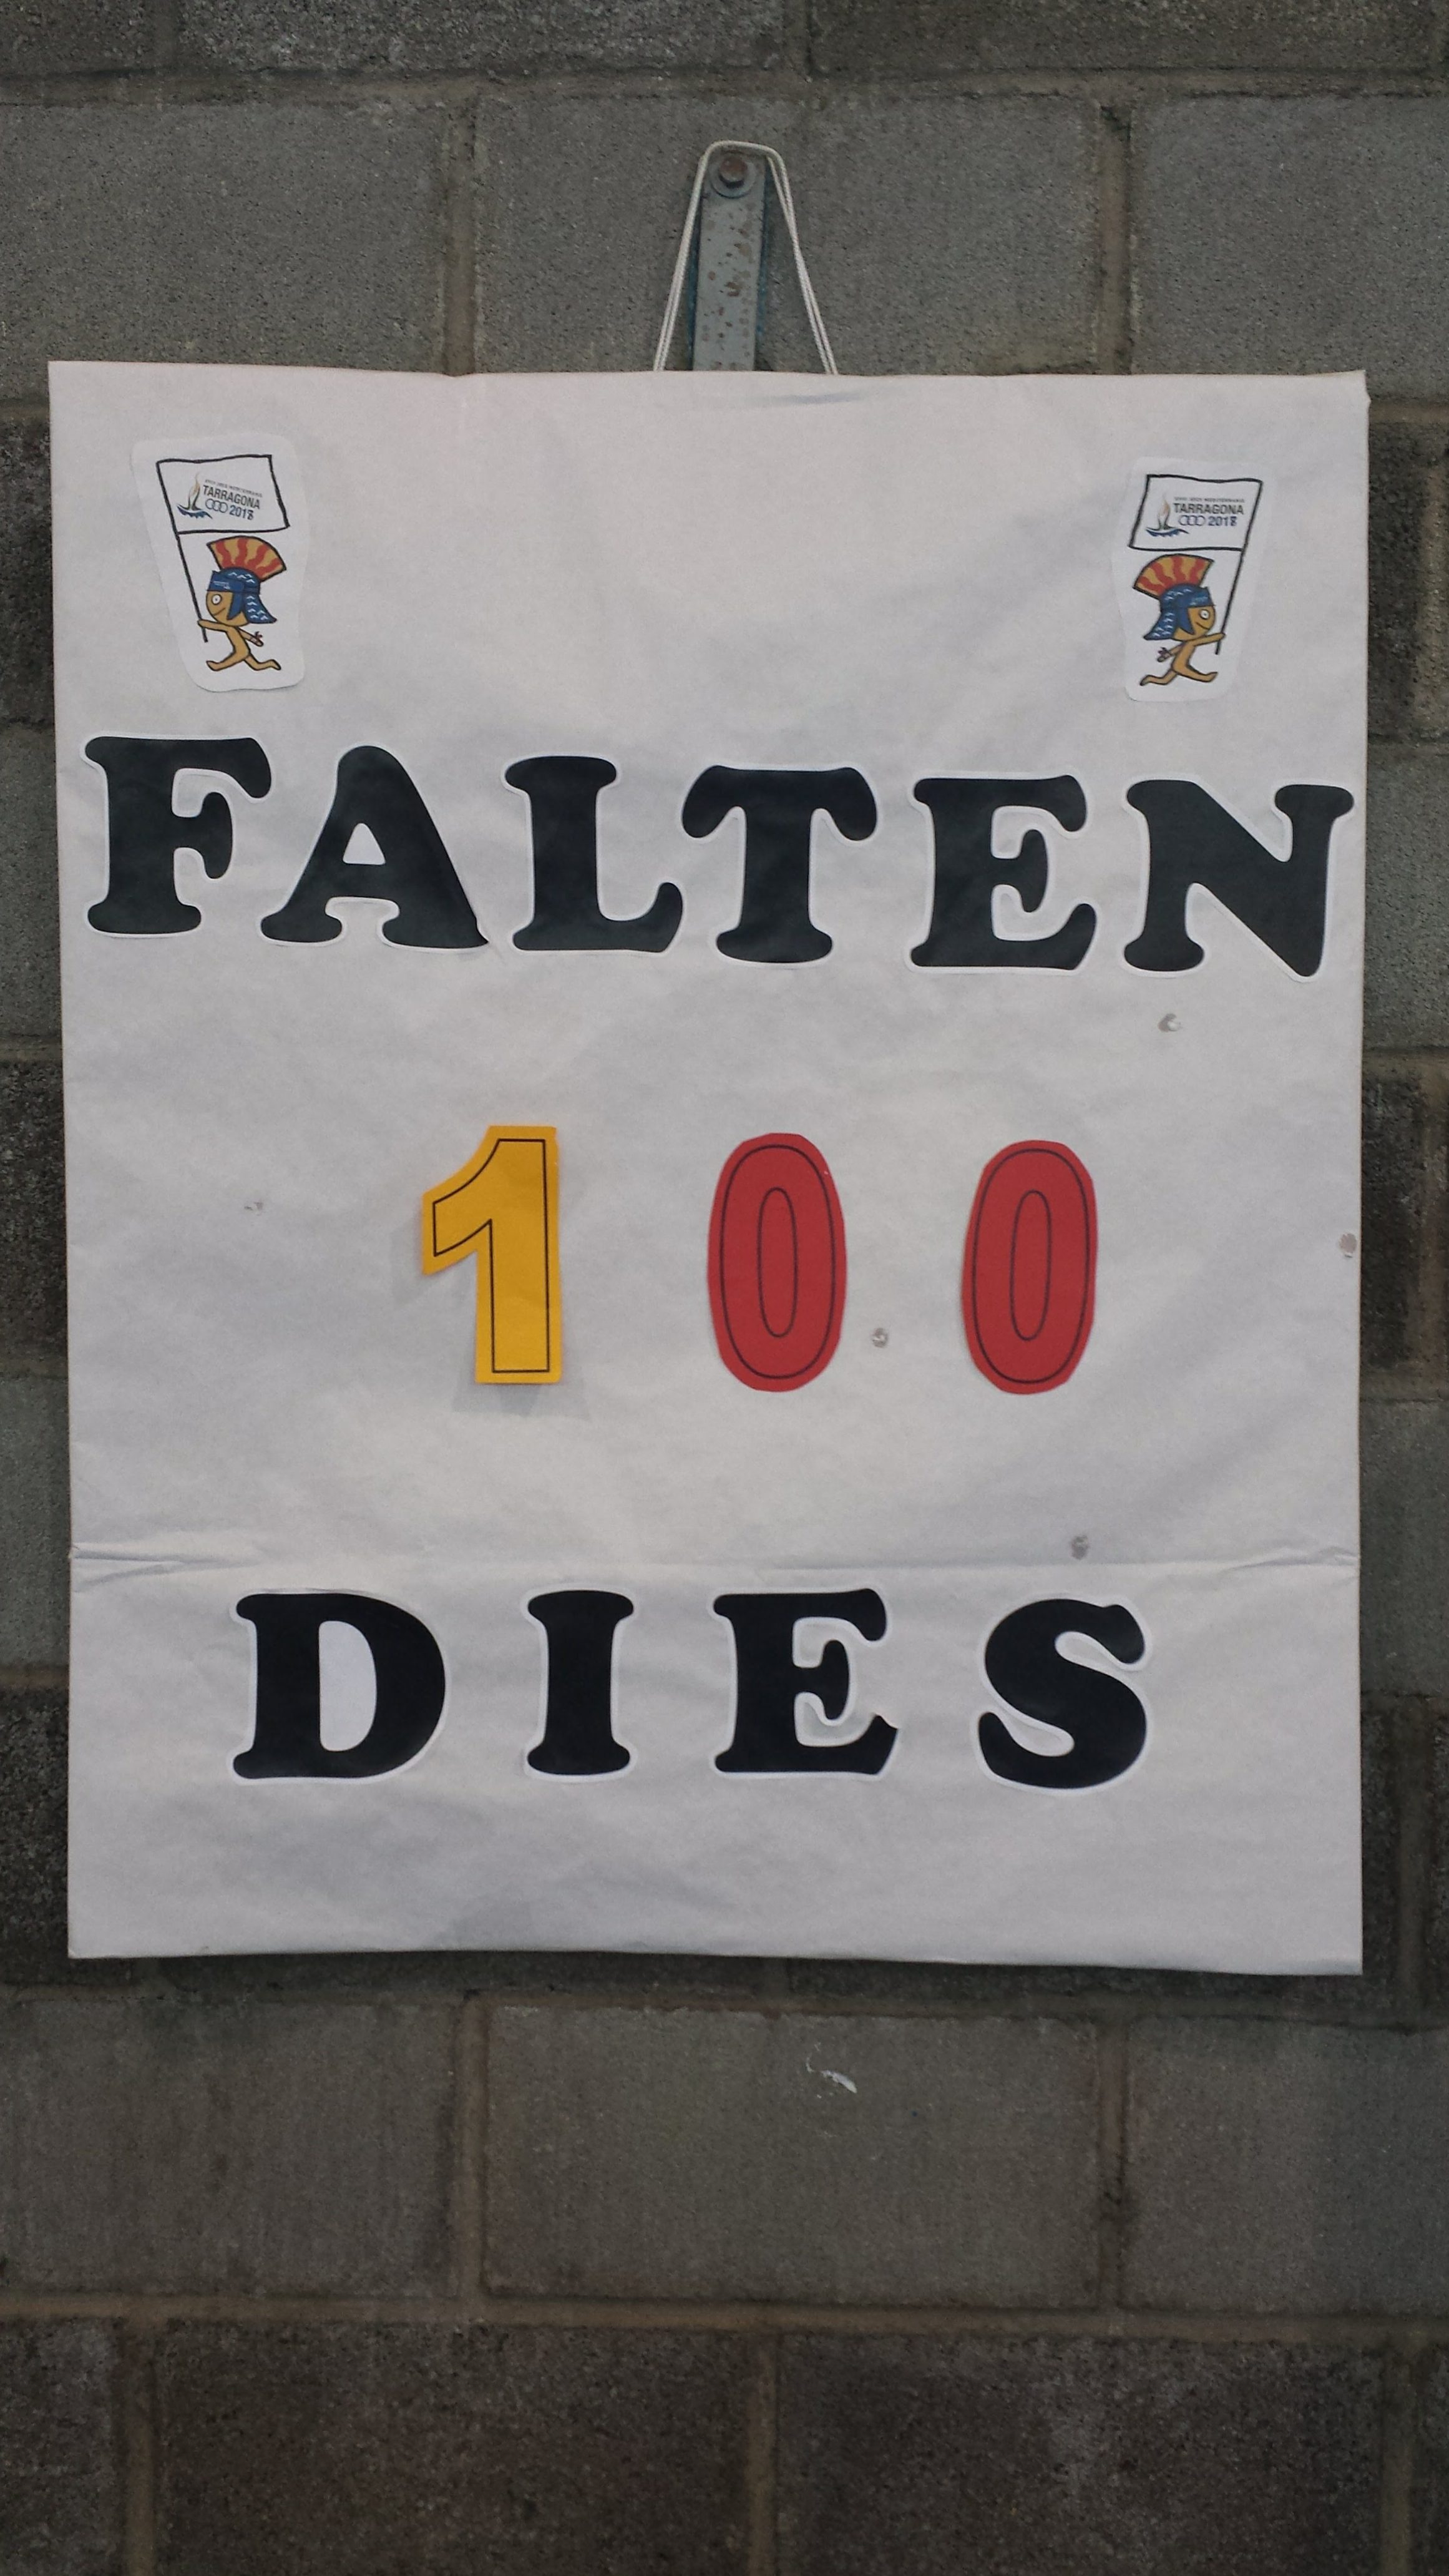 TARRAGONA
2018
TARRAGONA
2018
FALTEN
100
DIES